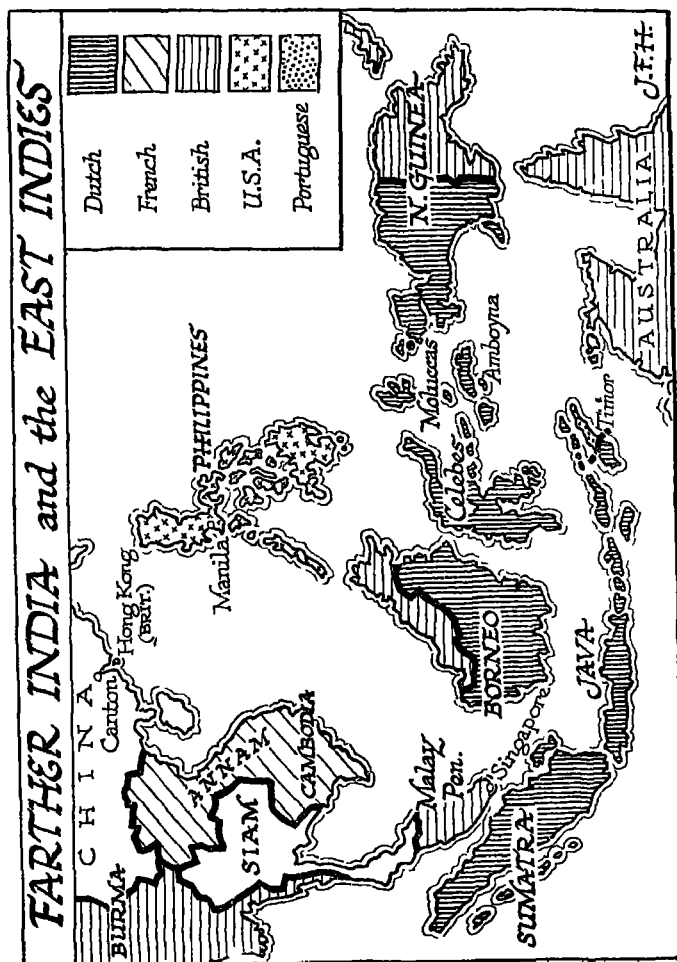 FARTHER INDIA and the EAST INDIES
Dutch
French
British
U.S.A.
Portuguese
CHINA
Canton
Hong Kong
(BRIT.)
BURMA
ANNAM
SIAM
CAMBODIA
PHILIPPINES
Manila
Malay
Pen.
Singapore
BORNEO
Celebes
Moluccas
Amboyna
N. GUINEA
SUMATRA
JAVA
Timor
AUSTRALIA
J.F.H.